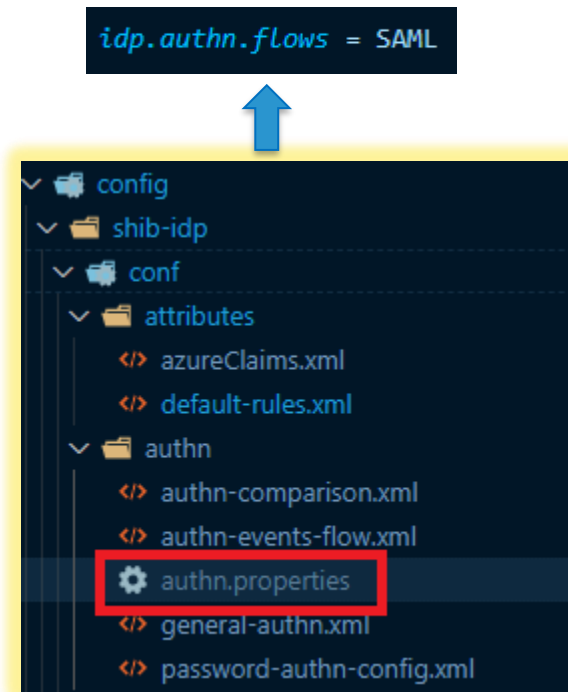 idp.authn.flows = SAML
config
shib-idp
conf
attributes
azureClaims.xml
default-rules.xml
authn
authn-comparison.xml
authn-events-flow.xml
authn.properties
general-authn.xml
password-authn-config.xml